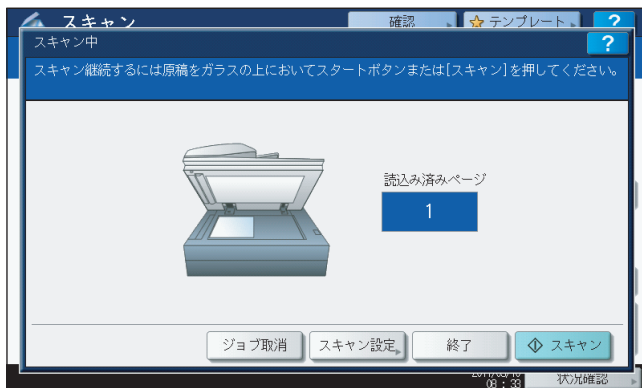 スキャン
確認
テンプレート
?
スキャン中
?
スキャン継続するには原稿をガラスの上においてスタートボタンまたは[スキャン]を押してください。
読込み済みページ
1
ジョブ取消
スキャン設定
終了
スキャン
08 : 33
状況確認